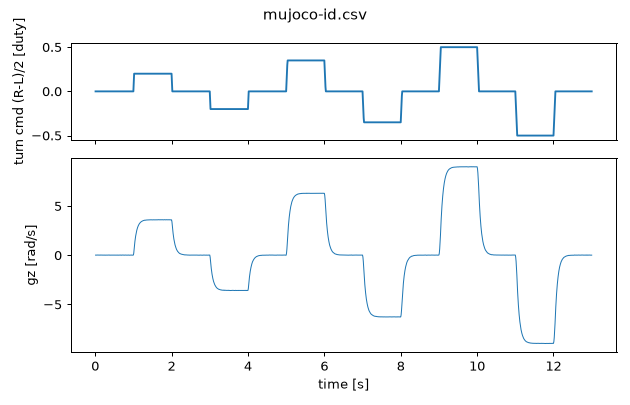 mujoco-id.csv
turn cmd (R-L)/2 [duty]
0.5
0.0
−0.5
gz [rad/s]
5
0
−5
0 2 4 6 8 10 12
time [s]